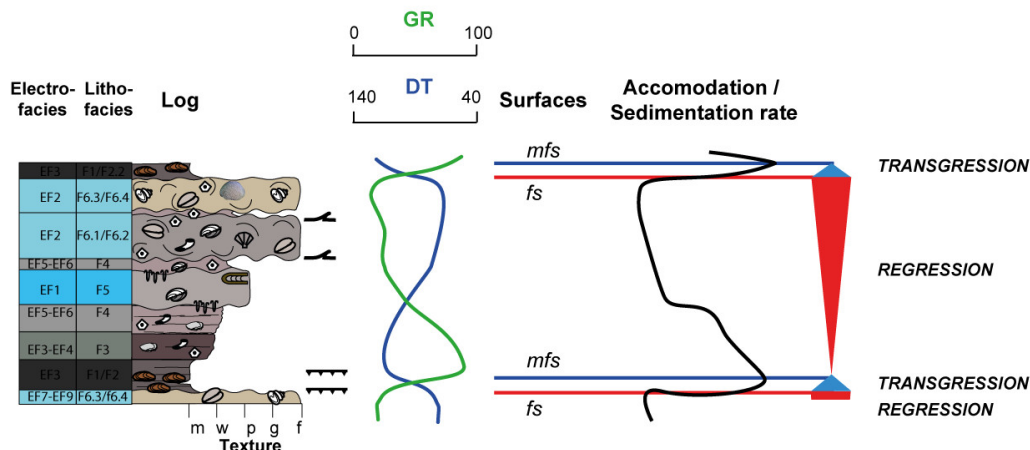 GR
0 100
DT
140 40
Electro-
facies
Litho-
facies
Log
Surfaces
Accomodation /
Sedimentation rate
EF3 F1/F2.2
mfs
TRANSGRESSION
fs
EF2 F6.3/F6.4
EF2 F6.1/F6.2
EF5-EF6 F4
REGRESSION
EF1 F5
EF5-EF6 F4
EF3-EF4 F3
EF3 F1/F2
mfs
TRANSGRESSION
fs
EF7-EF9 F6.3/f6.4
REGRESSION
m w p g f
Texture